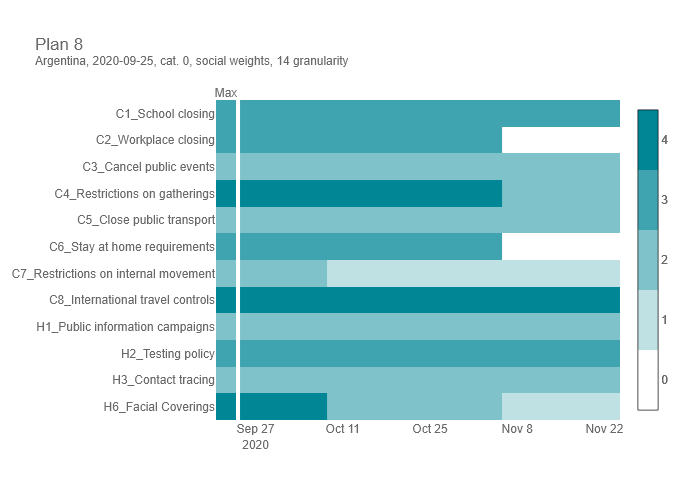 Plan 8
Argentina, 2020-09-25, cat. 0, social weights, 14 granularity
Max
C1_School closing
C2_Workplace closing
C3_Cancel public events
C4_Restrictions on gatherings
C5_Close public transport
C6_Stay at home requirements
C7_Restrictions on internal movement
C8_International travel controls
H1_Public information campaigns
H2_Testing policy
H3_Contact tracing
H6_Facial Coverings
Sep 27 Oct 11 Oct 25 Nov 8 Nov 22
2020
4
3
2
1
0